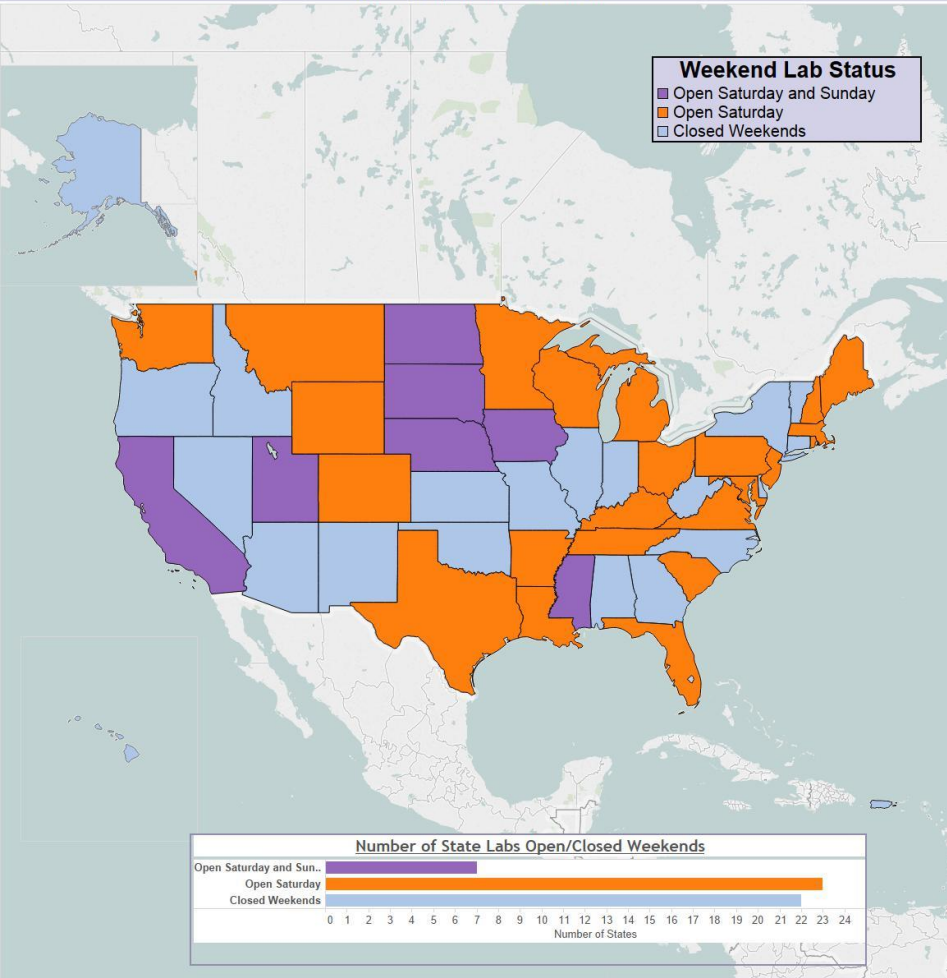 Weekend Lab Status
Open Saturday and Sunday
Open Saturday
Closed Weekends
Number of State Labs Open/Closed Weekends
Open Saturday and Sun..
Open Saturday
Closed Weekends
0 1 2 3 4 5 6 7 8 9 10 11 12 13 14 15 16 17 18 19 20 21 22 23 24
Number of States